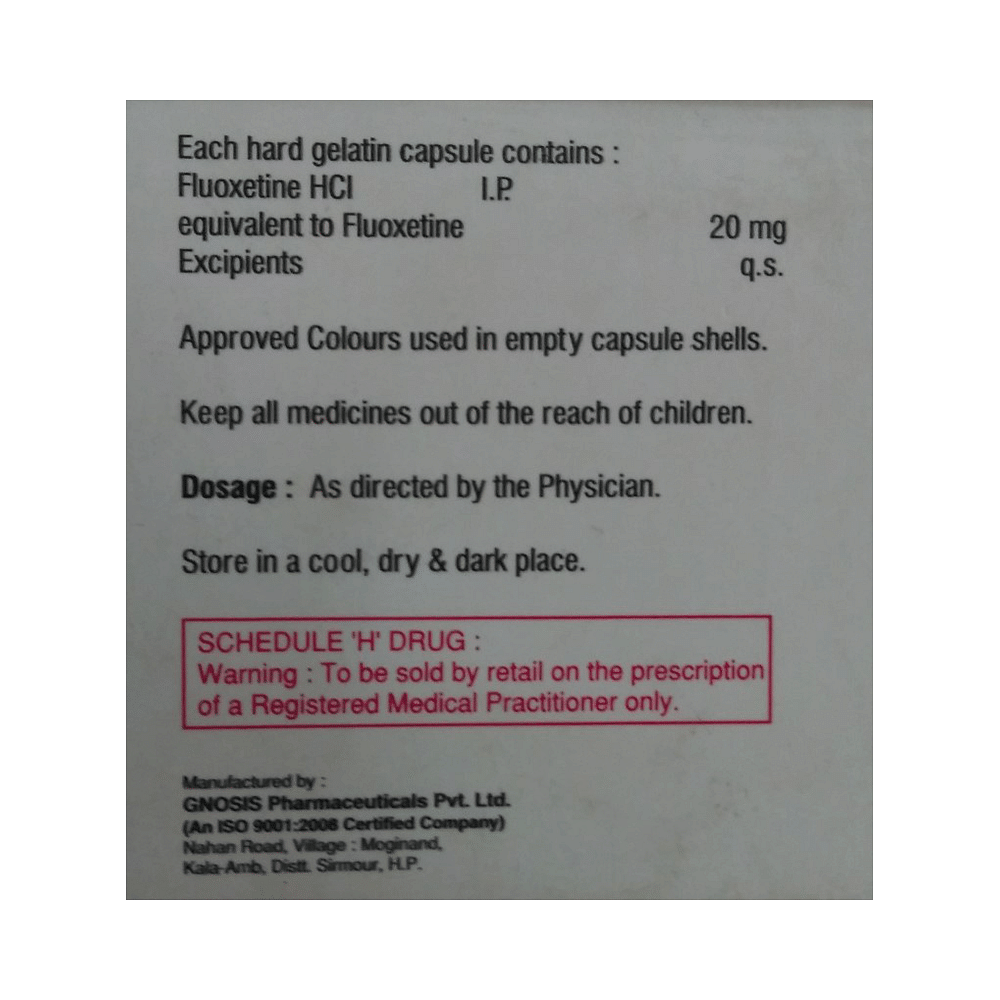 Each hard gelatin capsule contains :
Fluoxetine HCl I.P.
equivalent to Fluoxetine 20 mg
Excipients q.s.
Approved Colours used in empty capsule shells.
Keep all medicines out of the reach of children.
Dosage : As directed by the Physician.
Store in a cool, dry & dark place.
SCHEDULE 'H' DRUG :
Warning : To be sold by retail on the prescription
of a Registered Medical Practitioner only.
Manufactured by :
GNOSIS Pharmaceuticals Pvt. Ltd.
(An ISO 9001:2008 Certified Company)
Nahan Road, Village : Moginand,
Kala-Amb, Distt. Sirmour, H.P.